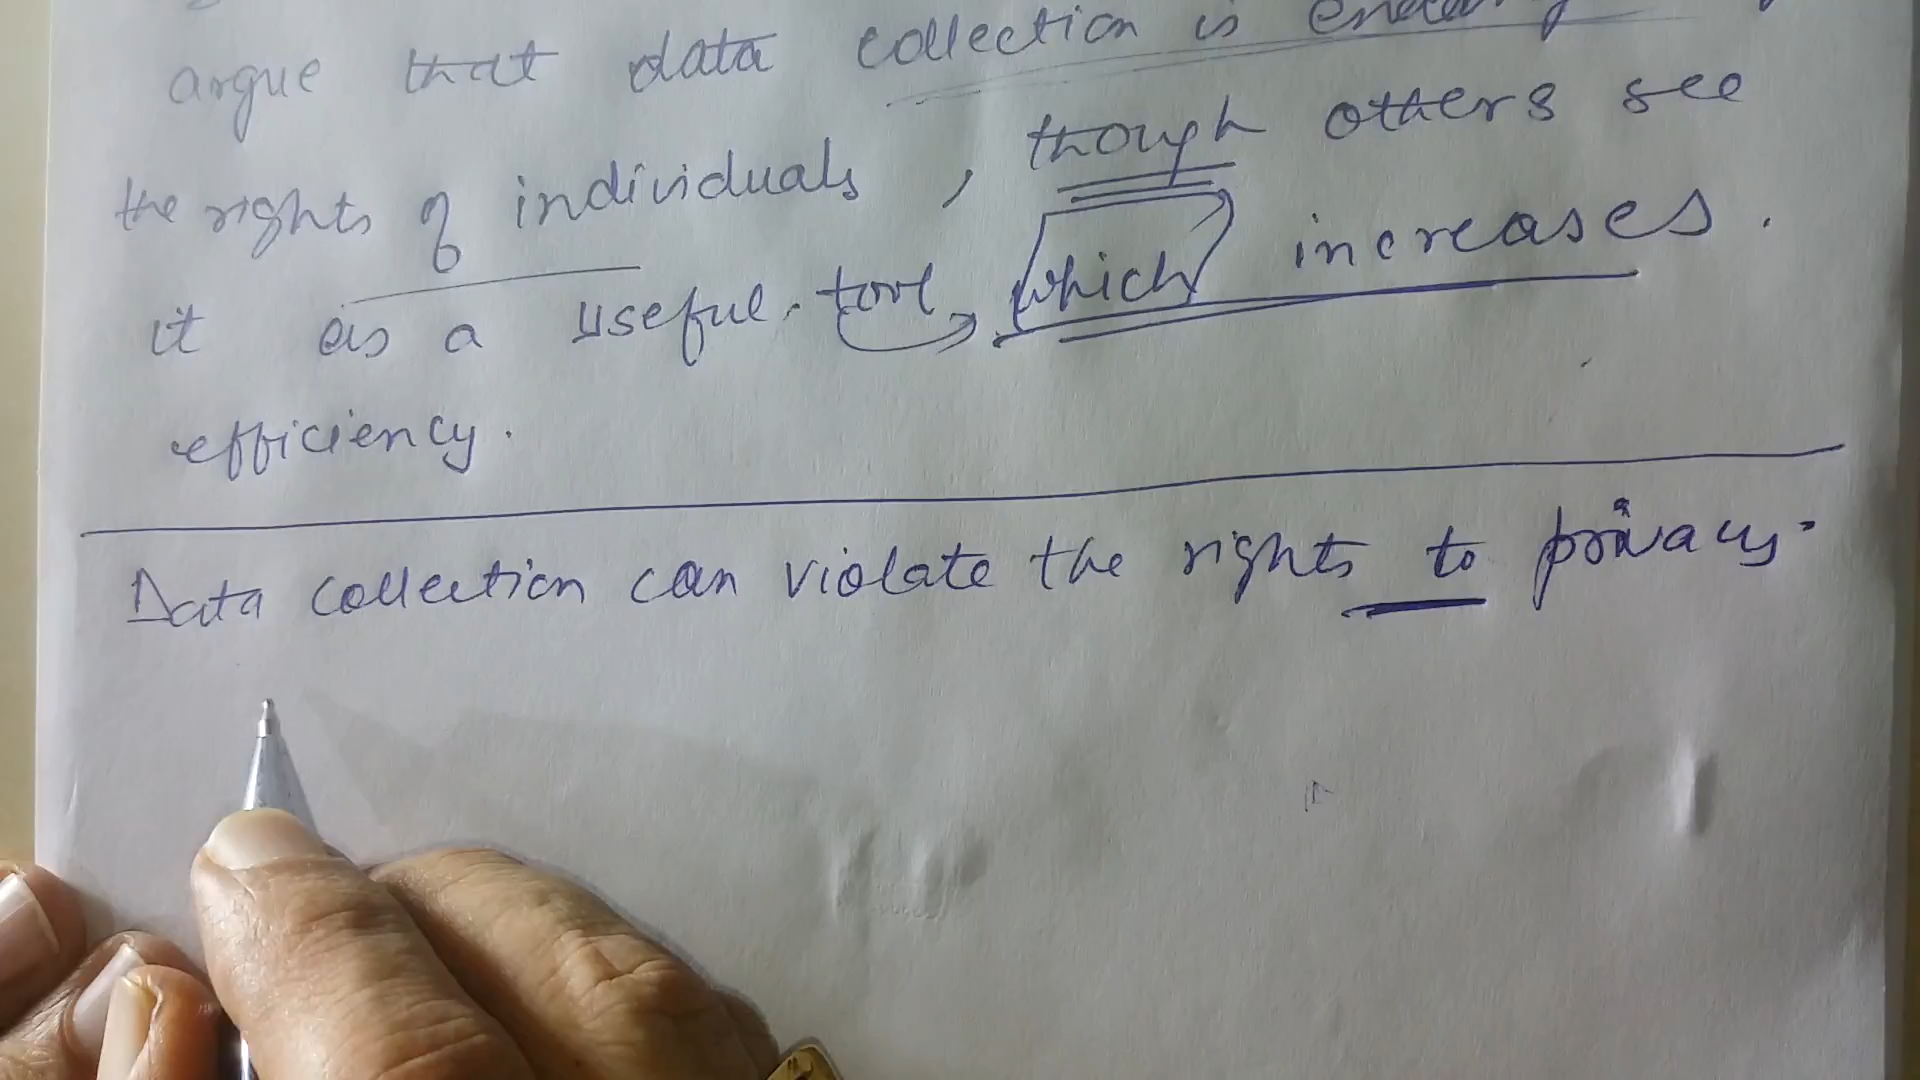 argue that data collection is
the rights of individuals, though others see
it as a useful tool, which increases.
efficiency.
Data collection can violate the rights to privacy.